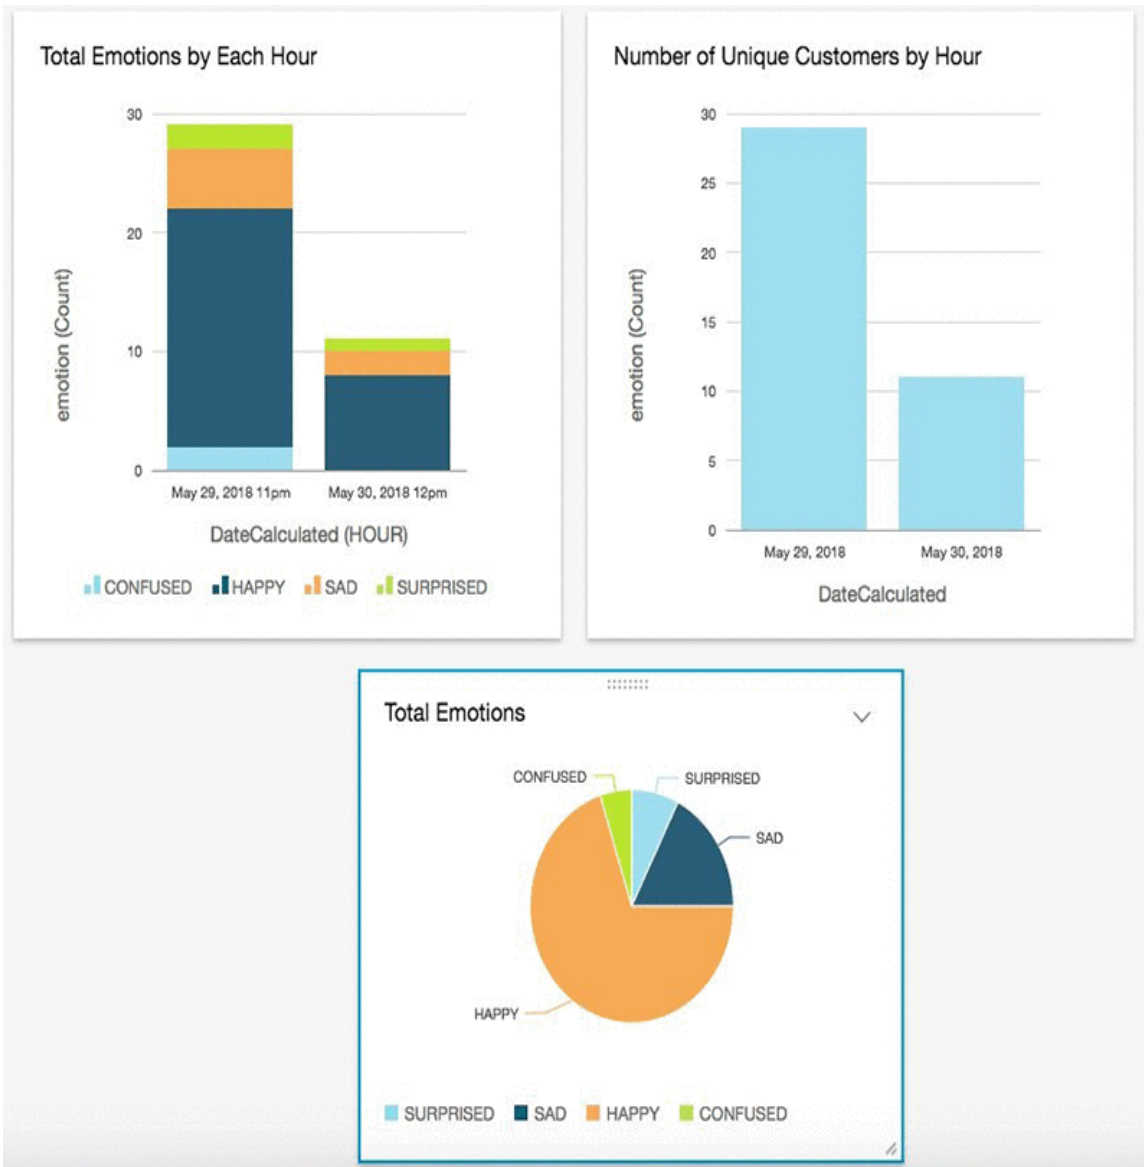 Total Emotions by Each Hour
30
20
10
0
emotion (Count)
May 29, 2018 11pm
May 30, 2018 12pm
DateCalculated (HOUR)
CONFUSED HAPPY SAD SURPRISED
Number of Unique Customers by Hour
30
25
20
15
10
5
0
emotion (Count)
May 29, 2018
May 30, 2018
DateCalculated
Total Emotions
CONFUSED
SURPRISED
SAD
HAPPY
SURPRISED SAD HAPPY CONFUSED